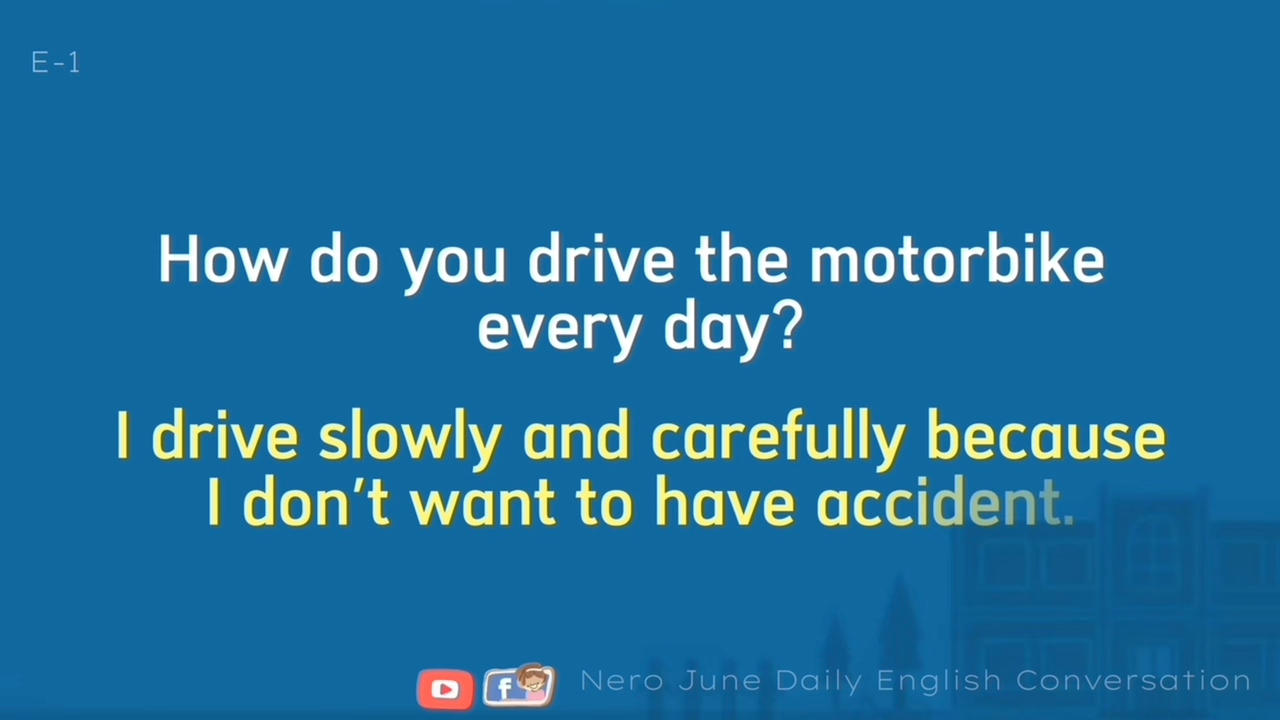 E-1
How do you drive the motorbike
every day?
I drive slowly and carefully because
I don't want to have accident.
f
Nero June Daily English Conversation